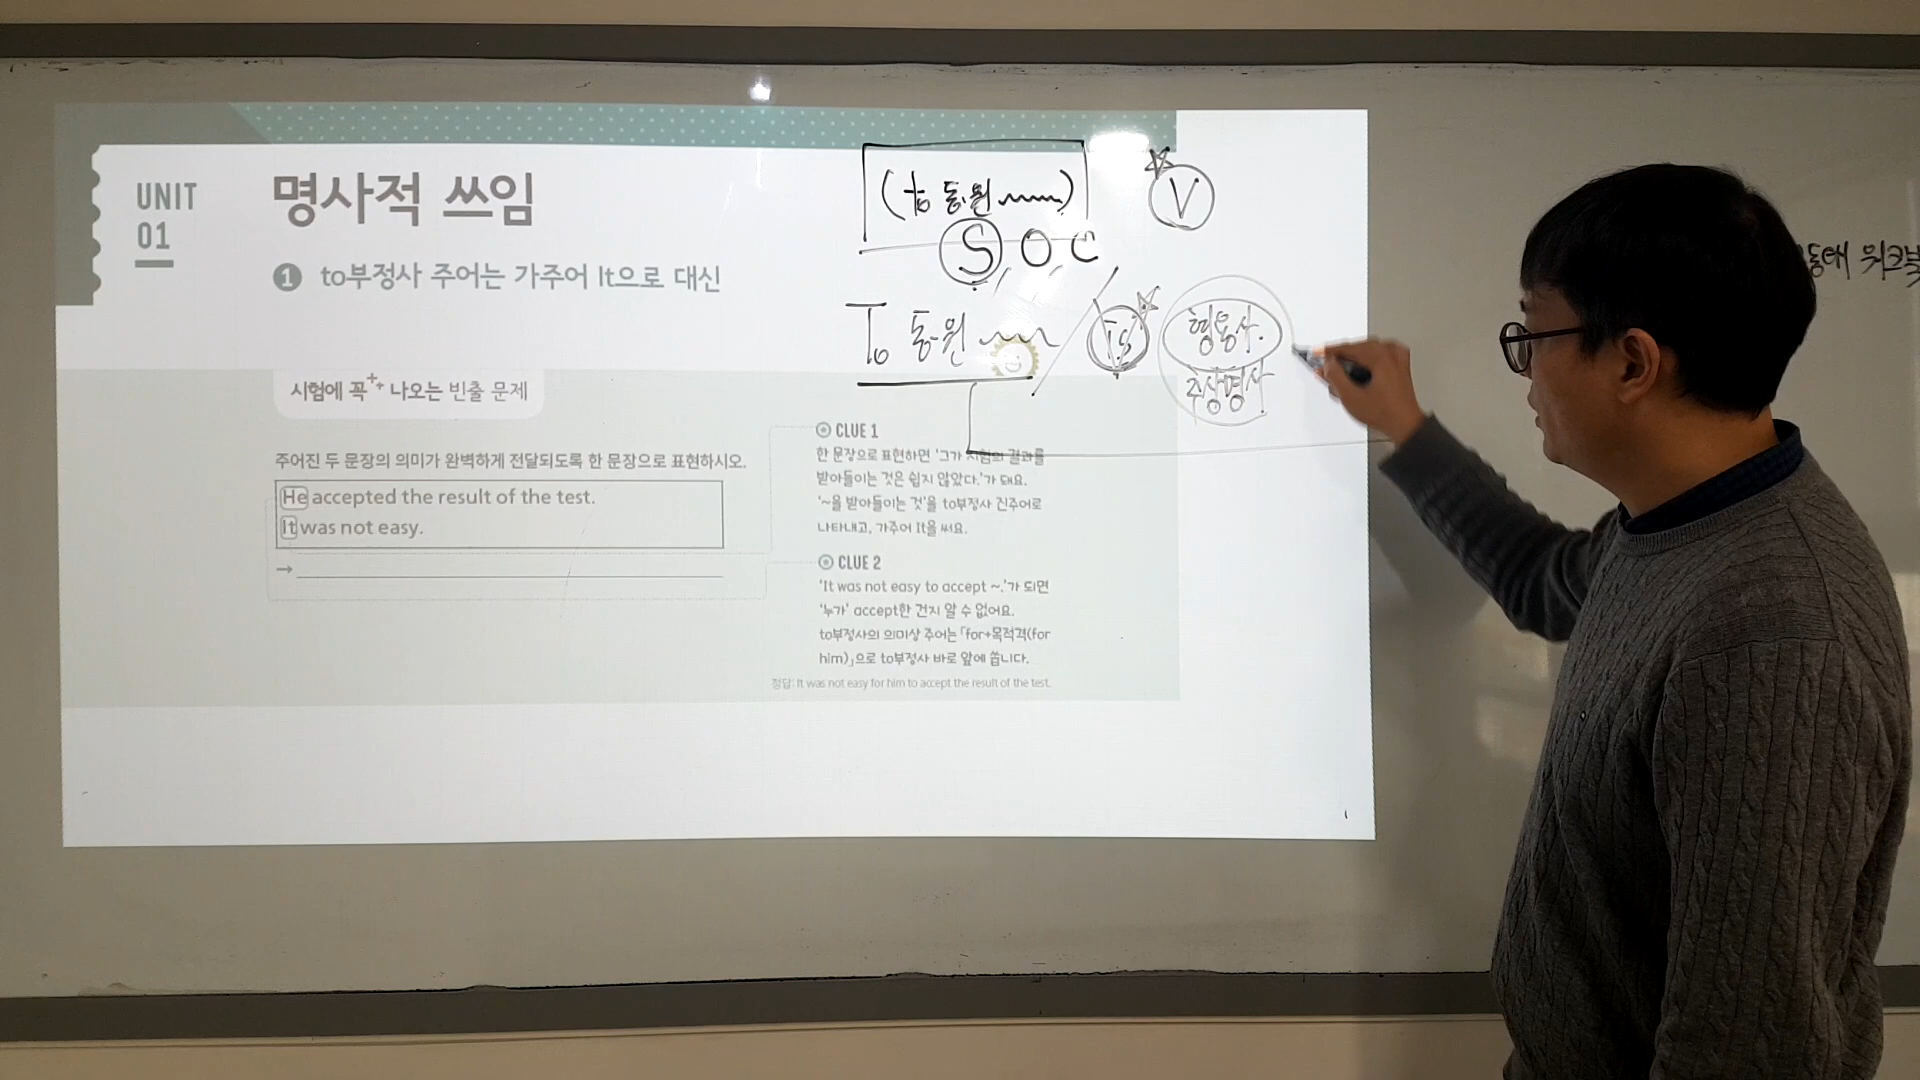 UNIT
01
명사적 쓰임
1 to부정사 주어는 가주어 It으로 대신
시험에 꼭++ 나오는 빈출 문제
주어진 두 문장의 의미가 완벽하게 전달되도록 한 문장으로 표현하시오.
He accepted the result of the test.
It was not easy.
→
CLUE 1
한 문장으로 표현하면 '그가 시험의 결과를
받아들이는 것은 쉽지 않았다.'가 돼요.
'~을 받아들이는 것'을 to부정사 진주어로
나타내고, 가주어 It을 써요.
CLUE 2
'It was not easy to accept ~.'가 되면
'누가' accept한 건지 알 수 없어요.
to부정사의 의미상 주어는 「for+목적격(for
him)」으로 to부정사 바로 앞에 씁니다.
정답: It was not easy for him to accept the result of the test.
(to 동원 ) V
S O C
To 동원 is 형용사.
추상명사
워크북